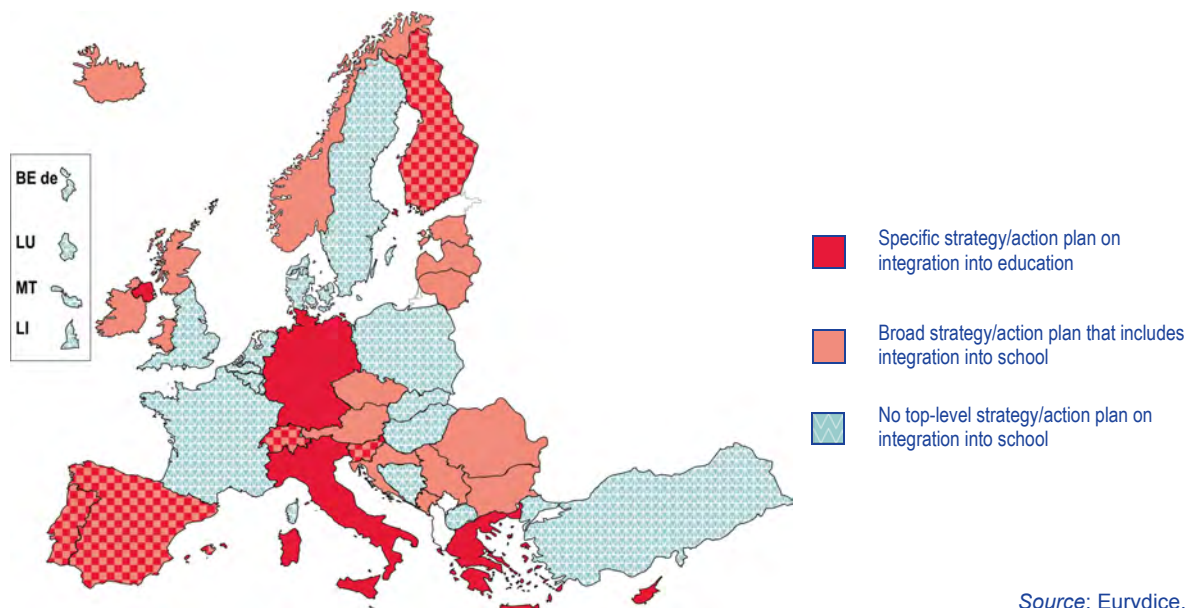 BE de
LU
MT
LI
Specific strategy/action plan on
integration into education
Broad strategy/action plan that includes
integration into school
No top-level strategy/action plan on
integration into school
Source: Eurydice.